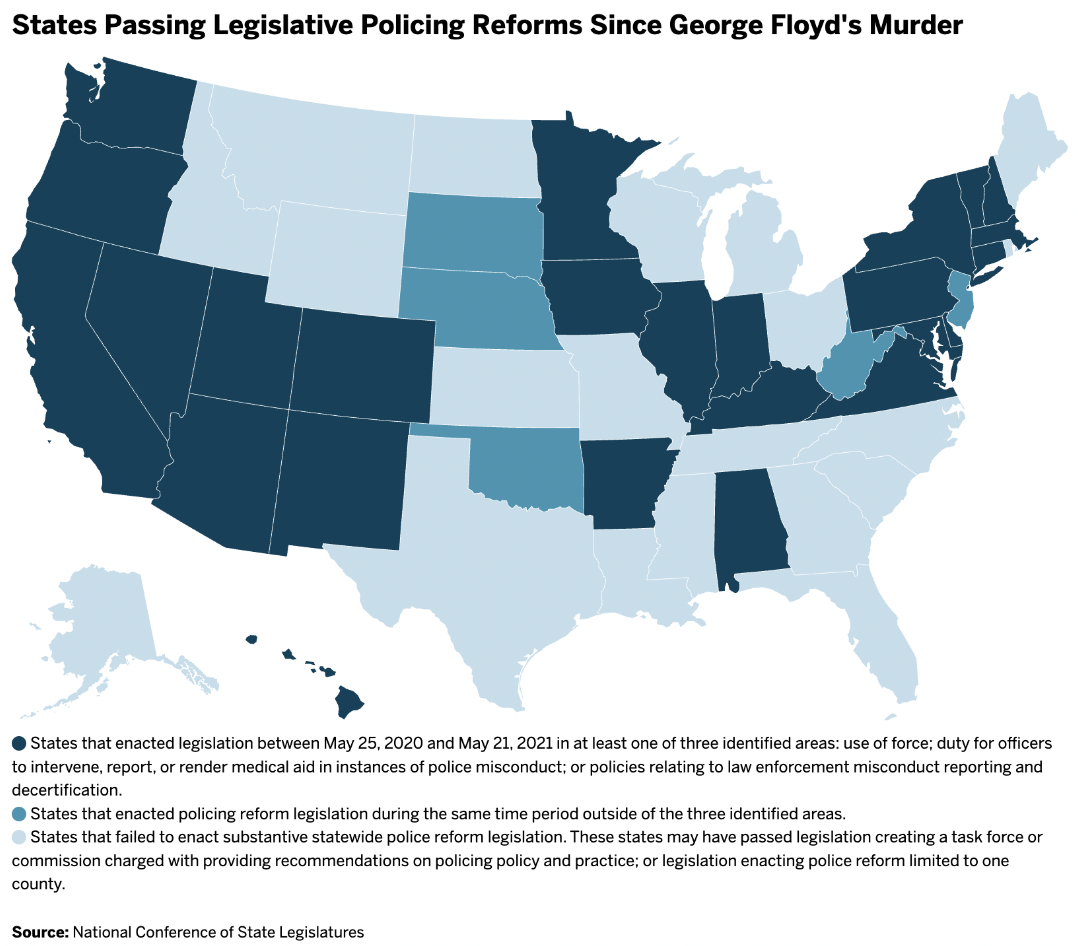 States Passing Legislative Policing Reforms Since George Floyd's Murder
States that enacted legislation between May 25, 2020 and May 21, 2021 in at least one of three identified areas: use of force; duty for officers
to intervene, report, or render medical aid in instances of police misconduct; or policies relating to law enforcement misconduct reporting and
decertification.
States that enacted policing reform legislation during the same time period outside of the three identified areas.
States that failed to enact substantive statewide police reform legislation. These states may have passed legislation creating a task force or
commission charged with providing recommendations on policing policy and practice; or legislation enacting police reform limited to one
county.
Source: National Conference of State Legislatures